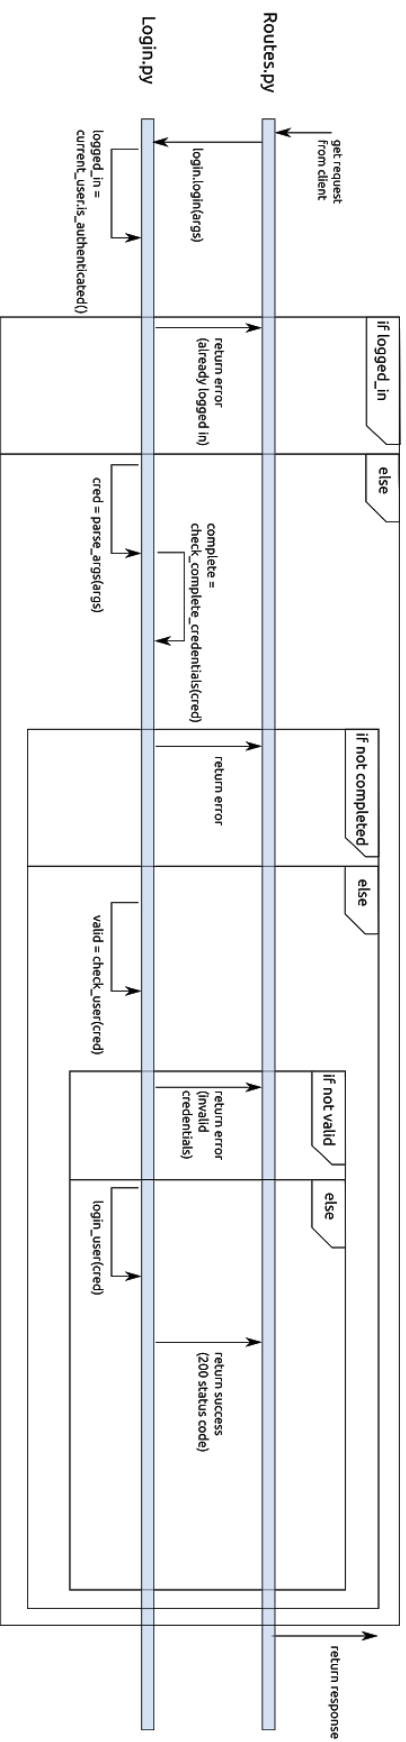 Routes.py
Login.py
get request
from client
login.login(args)
logged_in =
current_user.is_authenticated()
if logged_in
return error
(already logged in)
else
cred = parse_args(args)
complete =
check_complete_credentials(cred)
if not completed
return error
else
valid = check_user(cred)
if not valid
return error
(invalid
credentials)
else
login_user(cred)
return success
(200 status code)
return response